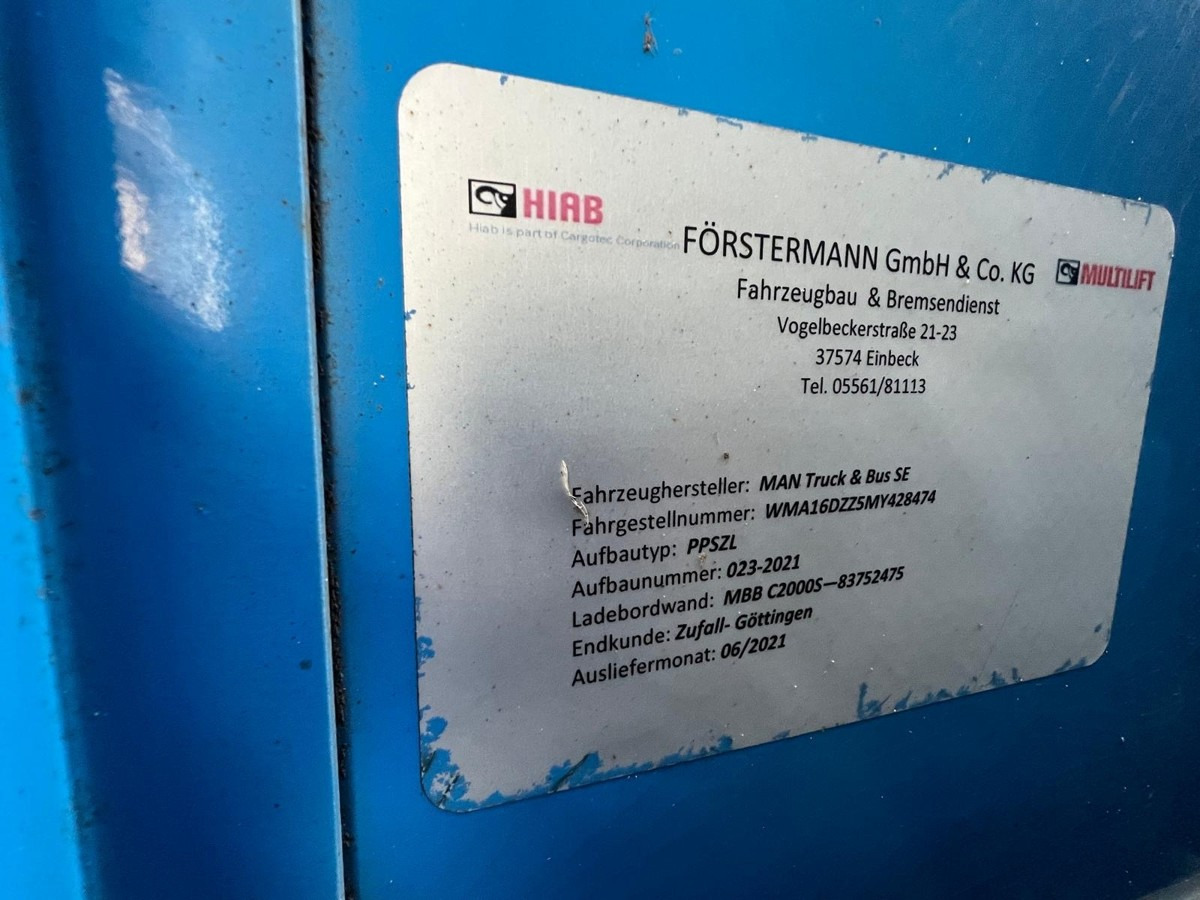 HIAB
Hiab is part of Cargotec Corporation
FÖRSTERMANN GmbH & Co. KG
MULTILIFT
Fahrzeugbau & Bremsendienst
Vogelbeckerstraße 21-23
37574 Einbeck
Tel. 05561/81113
Fahrzeughersteller: MAN Truck & Bus SE
Fahrgestellnummer: WMA16DZZ5MY428474
Aufbautyp: PPSZL
Aufbaunummer: 023-2021
Ladebordwand: MBB C2000S—83752475
Endkunde: Zufall- Göttingen
Ausliefermonat: 06/2021